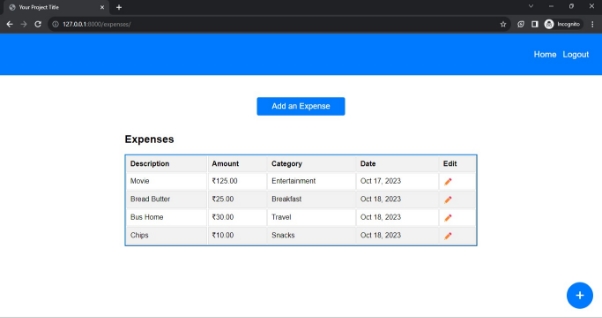 Your Project Title
127.0.0.1:8000/expenses/
Incognito
Home Logout
Add an Expense
Expenses
Description Amount Category Date Edit
Movie ₹125.00 Entertainment Oct 17, 2023
Bread Butter ₹25.00 Breakfast Oct 18, 2023
Bus Home ₹30.00 Travel Oct 18, 2023
Chips ₹10.00 Snacks Oct 18, 2023